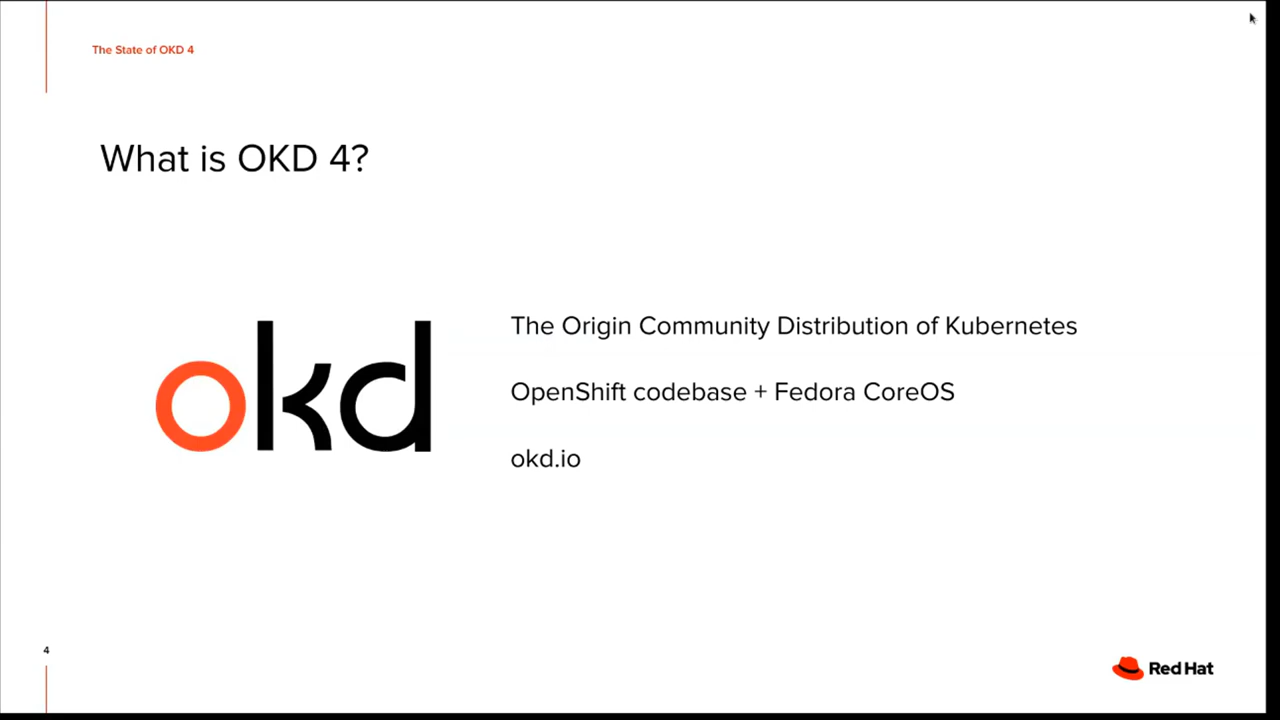 The State of OKD 4
What is OKD 4?
okd
The Origin Community Distribution of Kubernetes
OpenShift codebase + Fedora CoreOS
okd.io
4
Red Hat